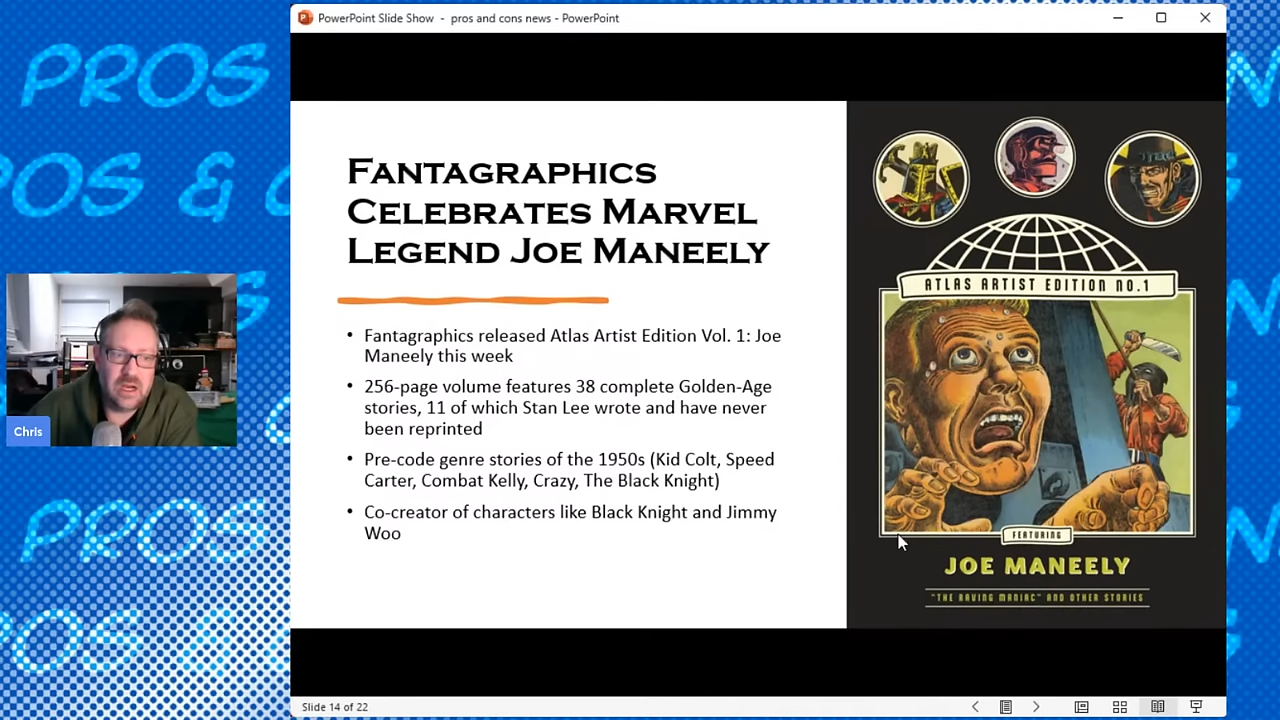 PowerPoint Slide Show - pros and cons news - PowerPoint
PROS
PROS & C
Chris
PROS
FANTAGRAPHICS
CELEBRATES MARVEL
LEGEND JOE MANEELY
• Fantagraphics released Atlas Artist Edition Vol. 1: Joe
Maneely this week
• 256-page volume features 38 complete Golden-Age
stories, 11 of which Stan Lee wrote and have never
been reprinted
• Pre-code genre stories of the 1950s (Kid Colt, Speed
Carter, Combat Kelly, Crazy, The Black Knight)
• Co-creator of characters like Black Knight and Jimmy
Woo
ATLAS ARTIST EDITION NO.1
FEATURING
JOE MANEELY
"THE RAVING MANIAC" AND OTHER STORIES
Slide 14 of 22